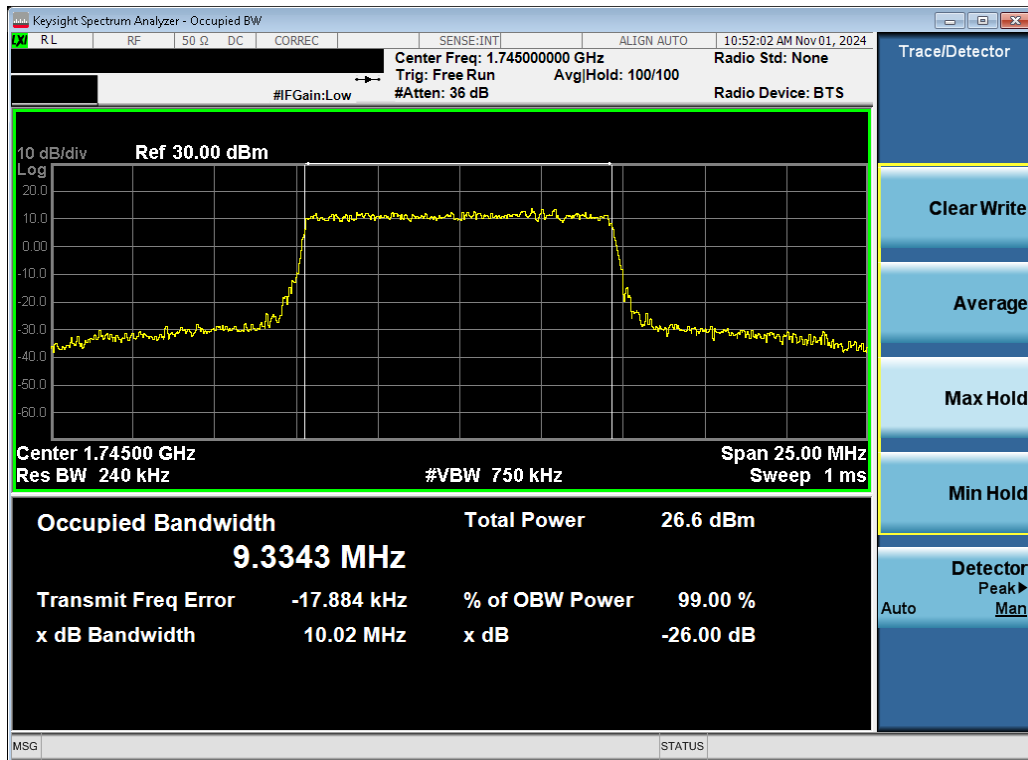 Keysight Spectrum Analyzer - Occupied BW
LXI RL RF 50 Ω DC CORREC SENSE:INT ALIGN AUTO 10:52:02 AM Nov 01, 2024
Center Freq: 1.745000000 GHz Radio Std: None
Trig: Free Run Avg|Hold: 100/100
#IFGain:Low #Atten: 36 dB Radio Device: BTS
10 dB/div Ref 30.00 dBm
Log
20.0
10.0
0.00
-10.0
-20.0
-30.0
-40.0
-50.0
-60.0
Center 1.74500 GHz Span 25.00 MHz
Res BW 240 kHz #VBW 750 kHz Sweep 1 ms
Occupied Bandwidth Total Power 26.6 dBm
9.3343 MHz
Transmit Freq Error -17.884 kHz % of OBW Power 99.00 %
x dB Bandwidth 10.02 MHz x dB -26.00 dB
MSG STATUS
Trace/Detector
Clear Write
Average
Max Hold
Min Hold
Detector
Peak
Auto Man